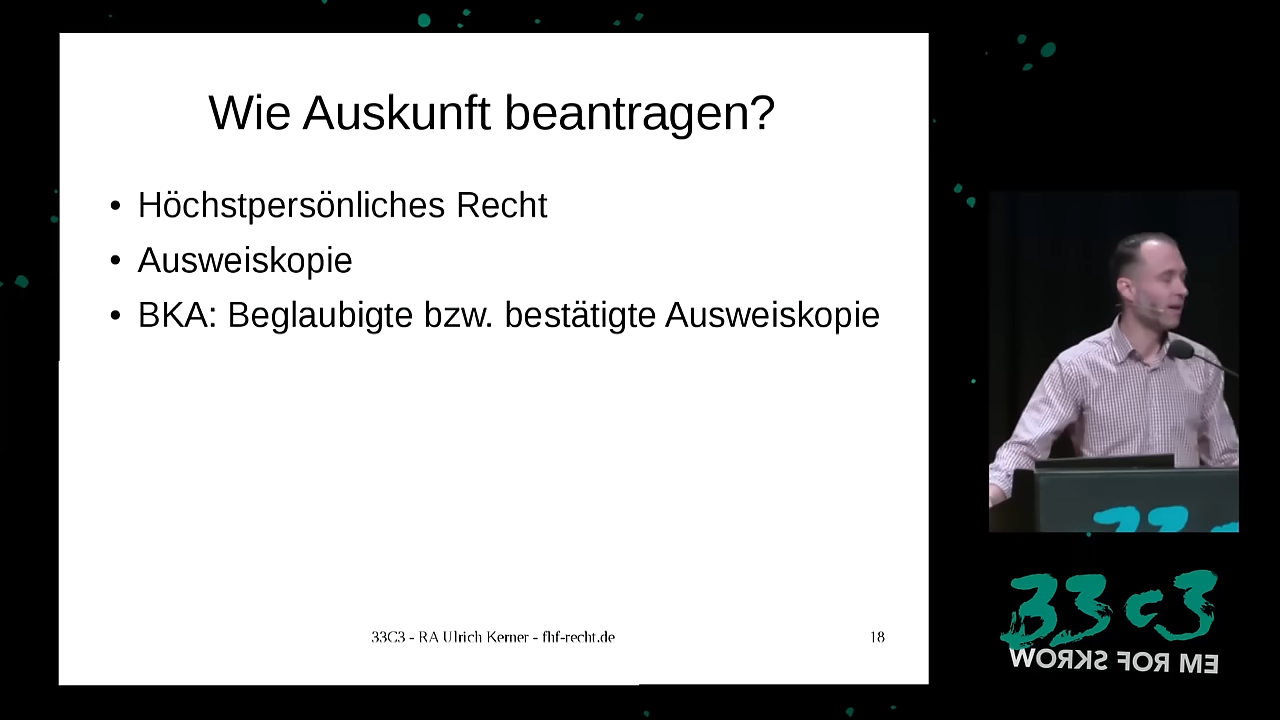 Wie Auskunft beantragen?
• Höchstpersönliches Recht
• Ausweiskopie
• BKA: Beglaubigte bzw. bestätigte Ausweiskopie
33C3 - RA Ulrich Kerner - fhf-recht.de
18
33c3
33c3
WORKS FOR ME